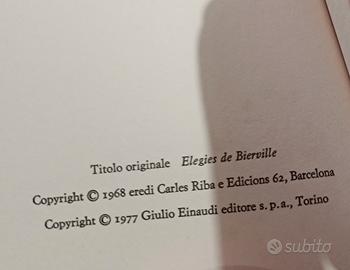 Titolo originale Elegies de Bierville
Copyright © 1968 eredi Carles Riba e Edicions 62, Barcelona
Copyright © 1977 Giulio Einaudi editore s. p. a., Torino
subito